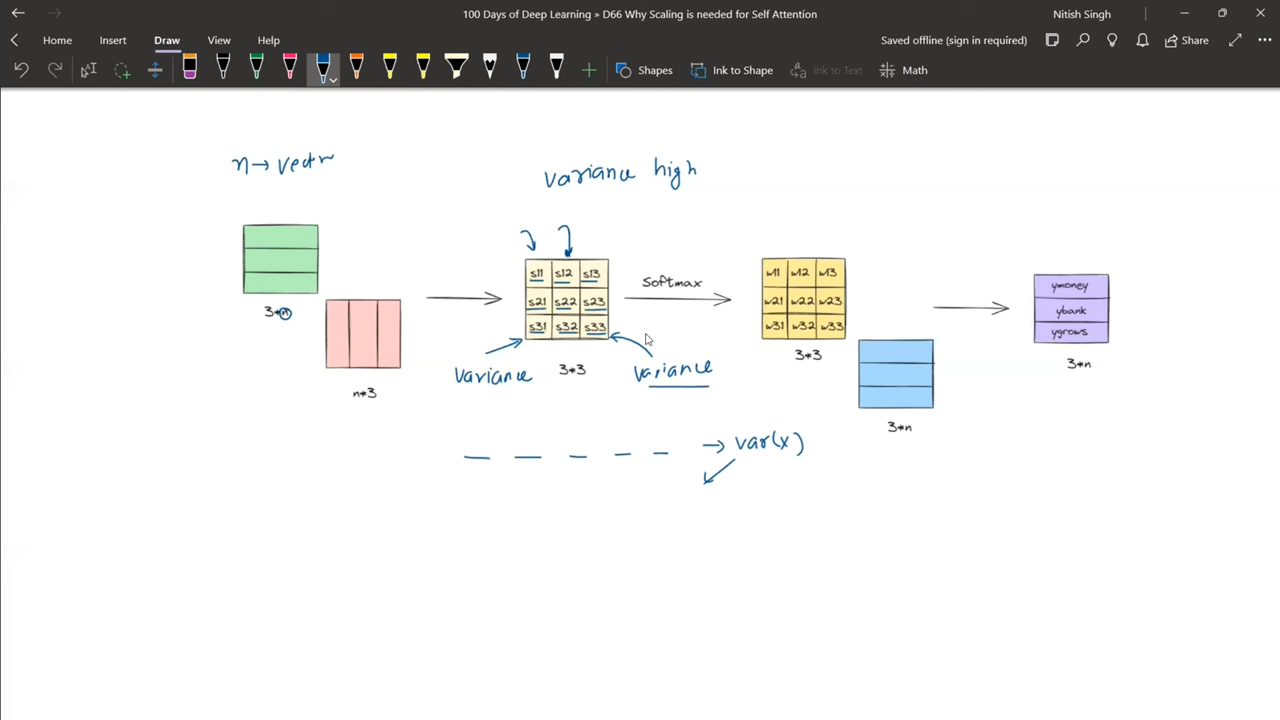 100 Days of Deep Learning » D66 Why Scaling is needed for Self Attention
Nitish Singh
Home Insert Draw View Help
Saved offline (sign in required)
Share
Shapes
Ink to Shape
Ink to Text
Math
n → vectr
variance high
3*n
n*3
s11 s12 s13
s21 s22 s23
s31 s32 s33
3*3
variance
variance
Softmax
w11 w12 w13
w21 w22 w23
w31 w32 w33
3*3
3*n
ymoney
ybank
ygrows
3*n
→ var(x)